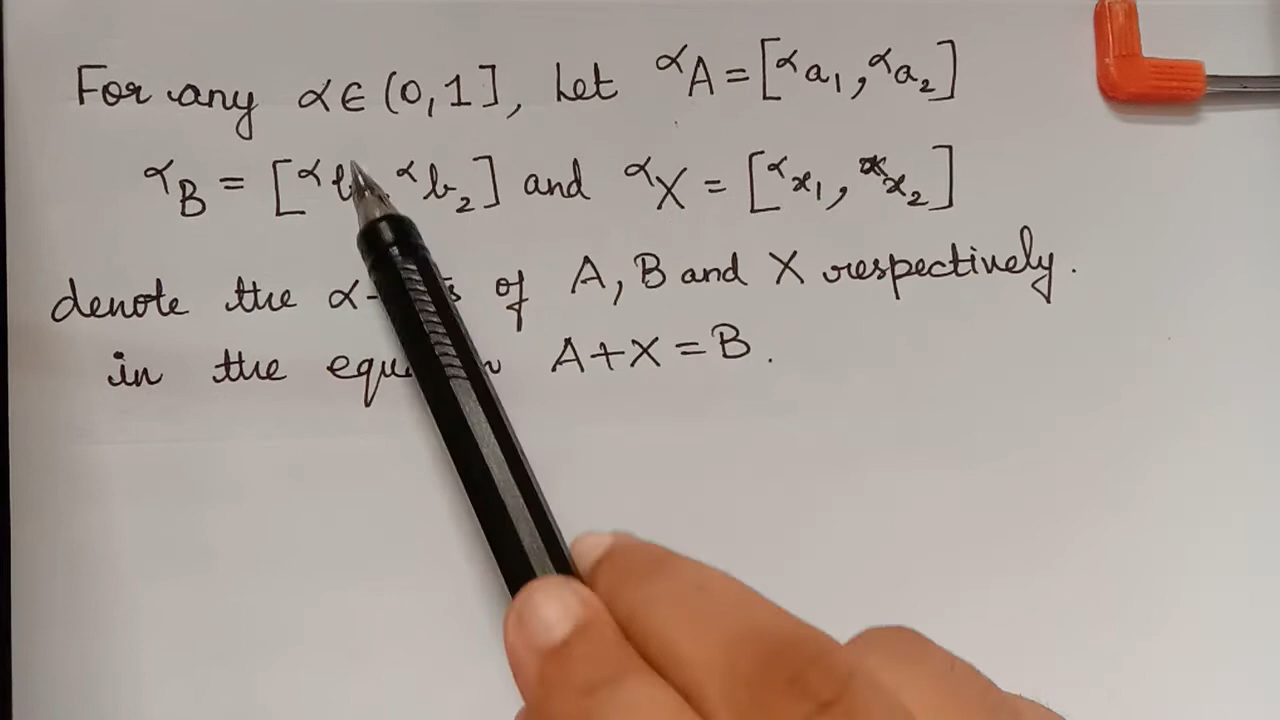 For any α ∈ (0, 1], Let ᵅA = [ᵅa₁, ᵅa₂]
ᵅB = [ᵅb , ᵅb₂] and ᵅX = [ᵅx₁, ᵅx₂]
denote the α- of A, B and X respectively.
in the A + X = B.